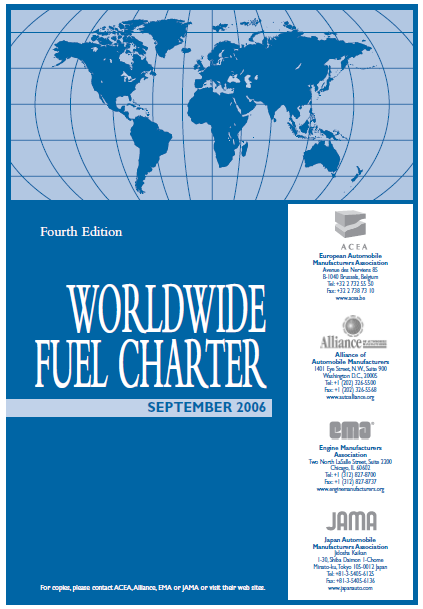 Fourth Edition
WORLDWIDE
FUEL CHARTER
SEPTEMBER 2006
ACEA
European Automobile
Manufacturers Association
Avenue des Nerviens 85
B-1040 Brussels, Belgium
Tel: +32 2 732 55 50
Fax: +32 2 738 73 10
www.acea.be
Alliance
Alliance of
Automobile Manufacturers
1401 Eye Street, N.W., Suite 900
Washington D.C., 20005
Tel: +1 (202) 326-5500
Fax: +1 (202) 326-5568
www.autoalliance.org
ema
Engine Manufacturers
Association
Two North LaSalle Street, Suite 2200
Chicago, IL 60602
Tel: +1 (312) 827-8700
Fax: +1 (312) 827-8737
www.enginemanufacturers.org
JAMA
Japan Automobile
Manufacturers Association
Jidosha Kaikan
1-30, Shiba Daimon 1-Chome
Minato-ku, Tokyo 105-0012 Japan
Tel: +81-3-5405-6125
Fax: +81-3-5405-6136
www.japanauto.com
For copies, please contact ACEA, Alliance, EMA or JAMA or visit their web sites.